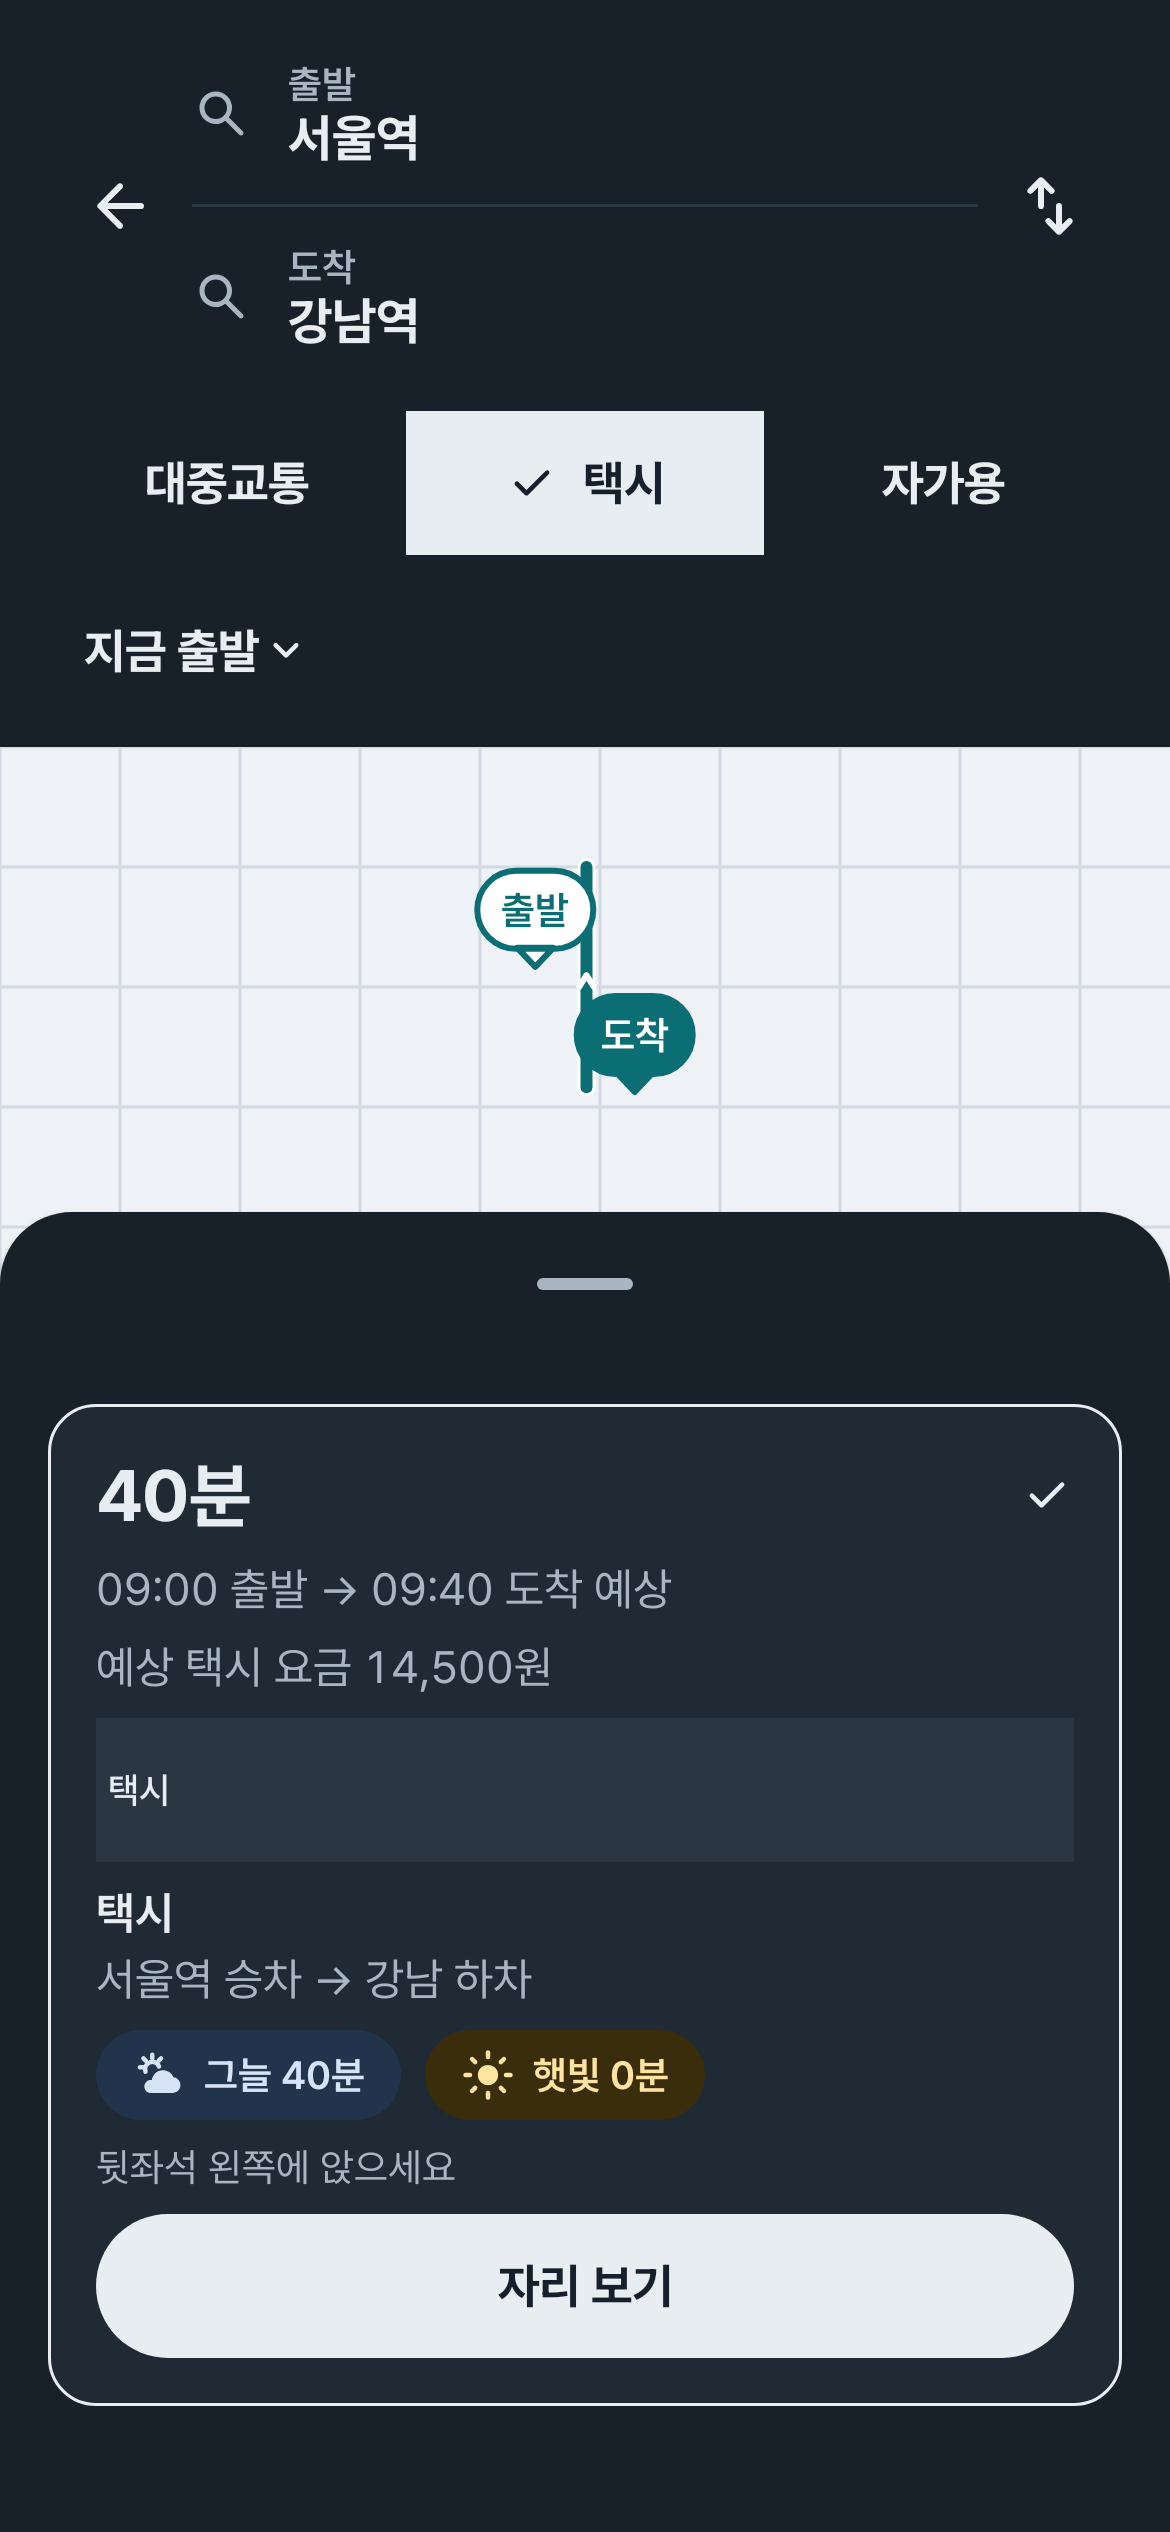 출발
서울역
도착
강남역
대중교통
택시
자가용
지금 출발
출발
도착
40분
09:00 출발 → 09:40 도착 예상
예상 택시 요금 14,500원
택시
택시
서울역 승차 → 강남 하차
그늘 40분
햇빛 0분
뒷좌석 왼쪽에 앉으세요
자리 보기